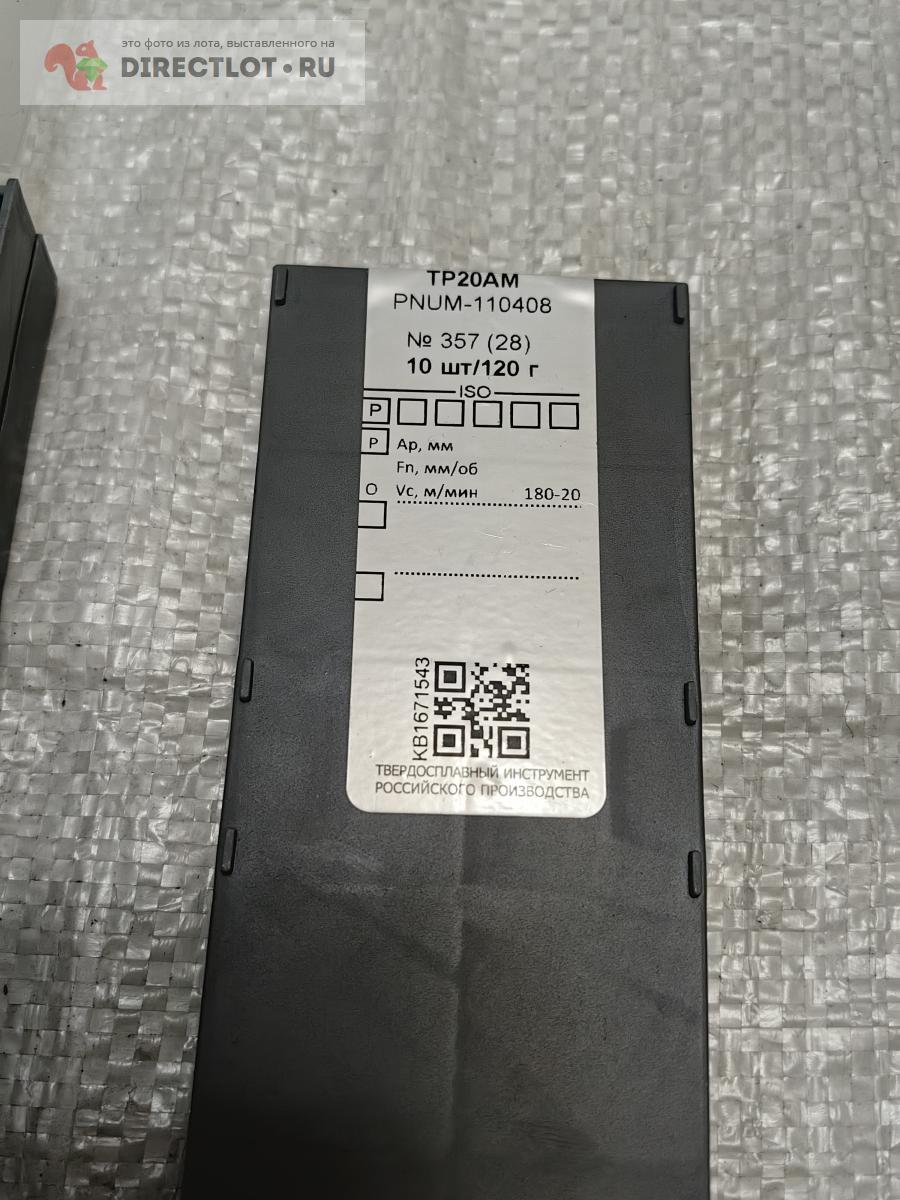 это фото из лота, выставленного на
DIRECTLOT.RU
TP20AM
PNUM-110408
№ 357 (28)
10 шт/120 г
ISO
P
P Ap, мм
Fn, мм/об
O Vc, м/мин 180-20
KB1671543
ТВЕРДОСПЛАВНЫЙ ИНСТРУМЕНТ
РОССИЙСКОГО ПРОИЗВОДСТВА